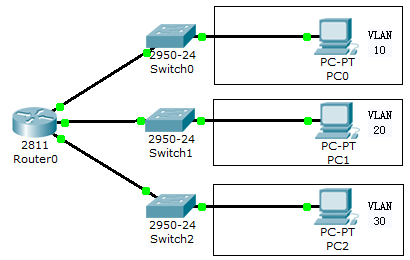 2950-24
Switch0
PC-PT
PC0
VLAN
10
2811
Router0
2950-24
Switch1
PC-PT
PC1
VLAN
20
2950-24
Switch2
PC-PT
PC2
VLAN
30